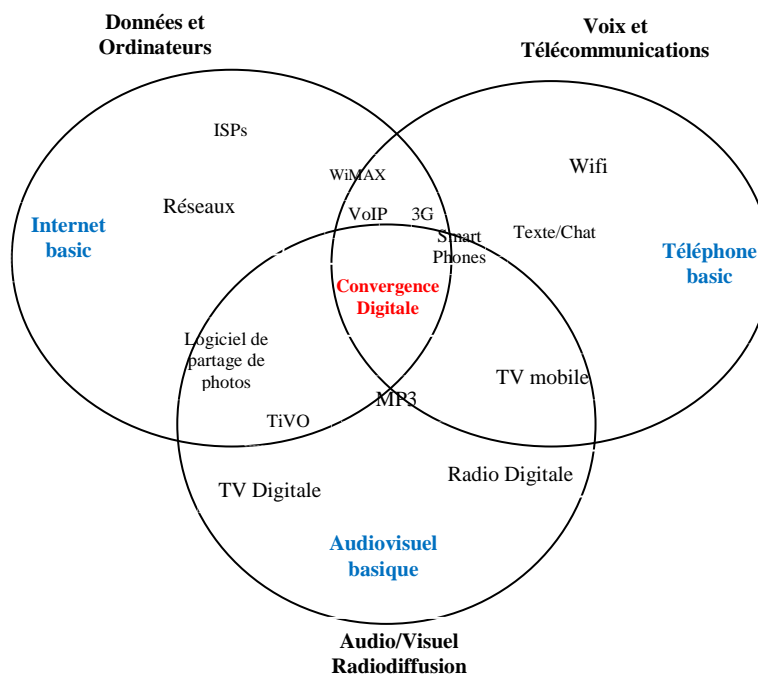 Données et
Ordinateurs
Voix et
Télécommunications
ISPs
WiMAX
Wifi
Réseaux
VoIP
3G
Internet
basic
Smart
Phones
Texte/Chat
Téléphone
basic
Convergence
Digitale
Logiciel de
partage de
photos
TV mobile
MP3
TiVO
TV Digitale
Radio Digitale
Audiovisuel
basique
Audio/Visuel
Radiodiffusion